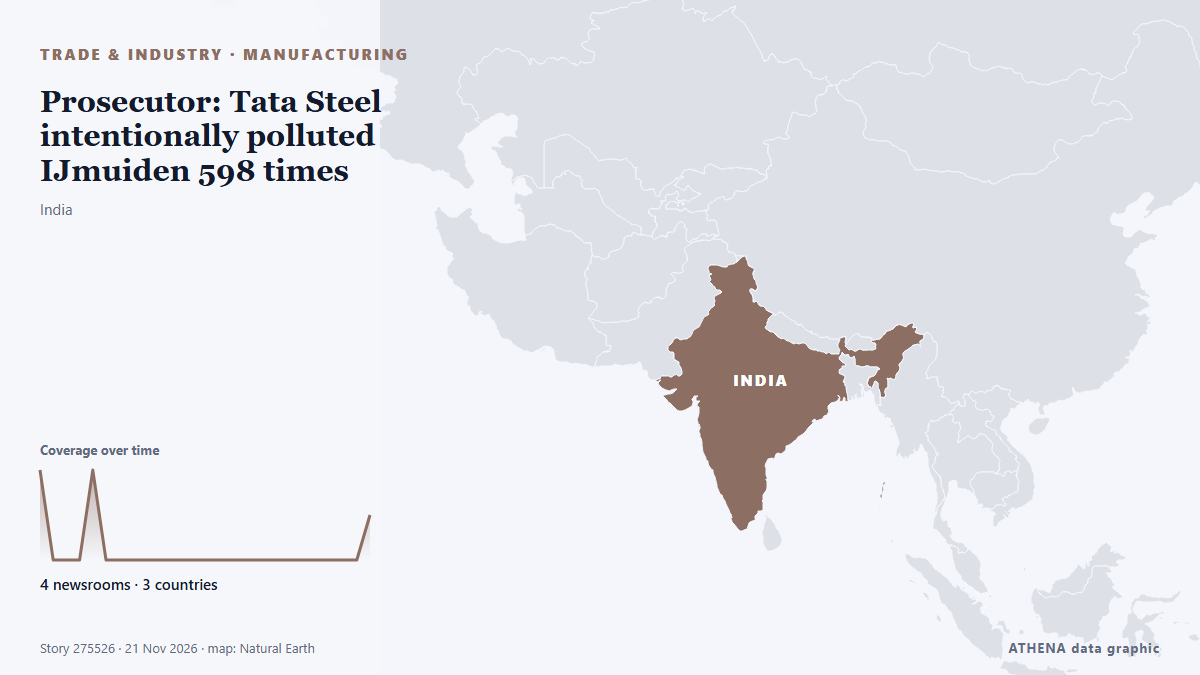 TRADE & INDUSTRY · MANUFACTURING
Prosecutor: Tata Steel
intentionally polluted
IJmuiden 598 times
India
INDIA
Coverage over time
4 newsrooms · 3 countries
Story 275526 · 21 Nov 2026 · map: Natural Earth
ATHENA data graphic